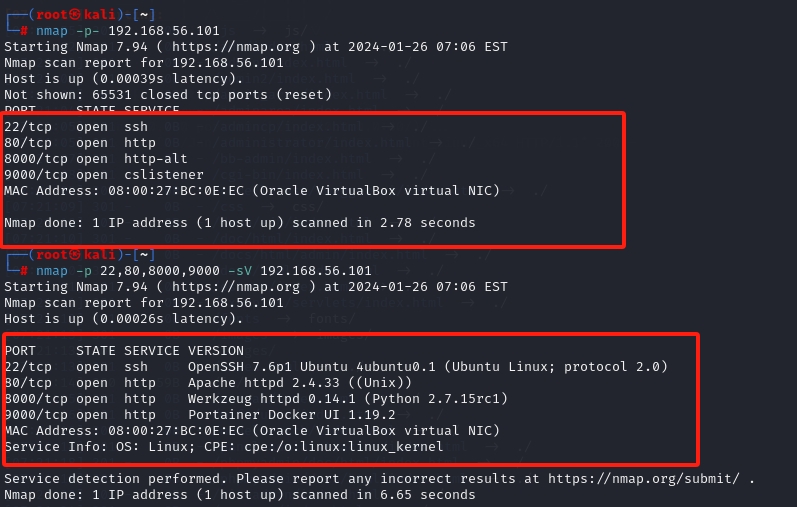 ┌──(root㉿kali)-[~]
└─# nmap -p- 192.168.56.101
Starting Nmap 7.94 ( https://nmap.org ) at 2024-01-26 07:06 EST
Nmap scan report for 192.168.56.101
Host is up (0.00039s latency).
Not shown: 65531 closed tcp ports (reset)
PORT     STATE SERVICE
22/tcp   open  ssh
80/tcp   open  http
8000/tcp open  http-alt
9000/tcp open  cslistener
MAC Address: 08:00:27:BC:0E:EC (Oracle VirtualBox virtual NIC)
Nmap done: 1 IP address (1 host up) scanned in 2.78 seconds
┌──(root㉿kali)-[~]
└─# nmap -p 22,80,8000,9000 -sV 192.168.56.101
Starting Nmap 7.94 ( https://nmap.org ) at 2024-01-26 07:06 EST
Nmap scan report for 192.168.56.101
Host is up (0.00026s latency).
PORT     STATE SERVICE VERSION
22/tcp   open  ssh     OpenSSH 7.6p1 Ubuntu 4ubuntu0.1 (Ubuntu Linux; protocol 2.0)
80/tcp   open  http    Apache httpd 2.4.33 ((Unix))
8000/tcp open  http    Werkzeug httpd 0.14.1 (Python 2.7.15rc1)
9000/tcp open  http    Portainer Docker UI 1.19.2
MAC Address: 08:00:27:BC:0E:EC (Oracle VirtualBox virtual NIC)
Service Info: OS: Linux; CPE: cpe:/o:linux:linux_kernel
Service detection performed. Please report any incorrect results at https://nmap.org/submit/ .
Nmap done: 1 IP address (1 host up) scanned in 6.65 seconds